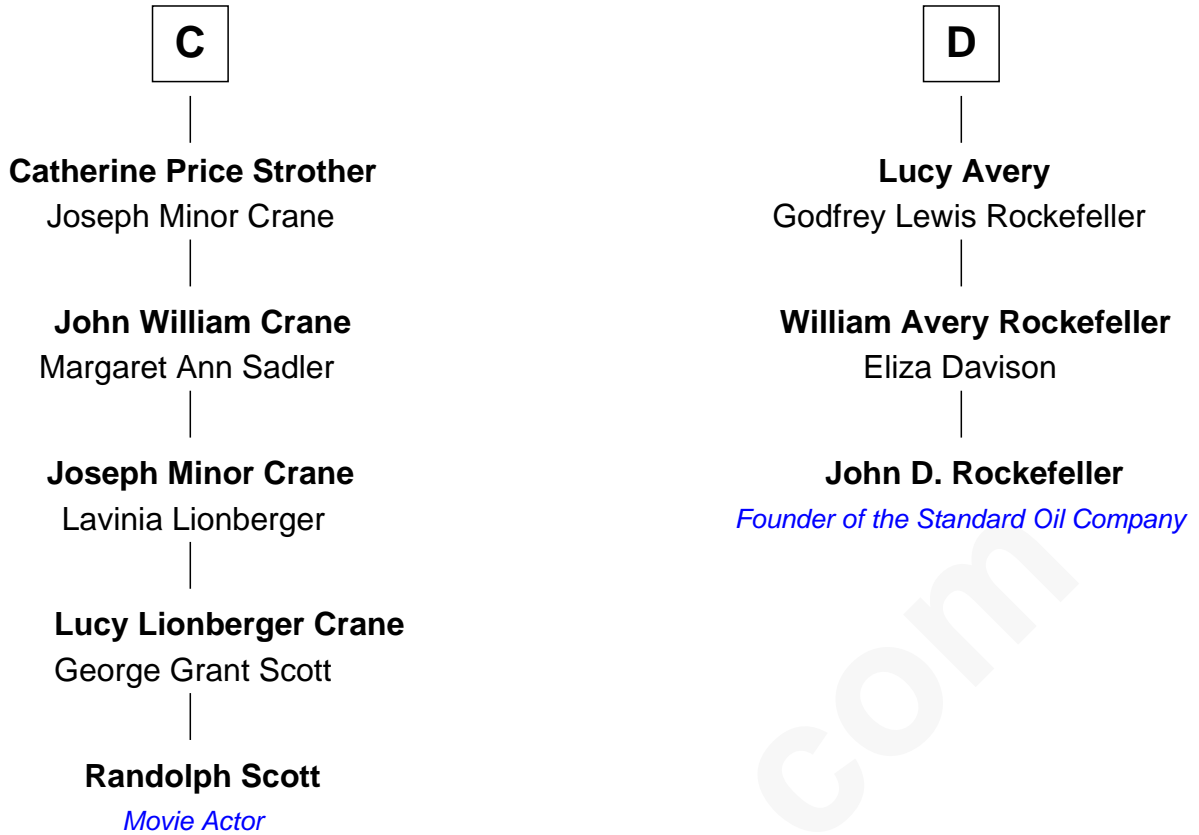 C
Catherine Price Strother
Joseph Minor Crane
John William Crane
Margaret Ann Sadler
Joseph Minor Crane
Lavinia Lionberger
Lucy Lionberger Crane
George Grant Scott
Randolph Scott
Movie Actor
D
Lucy Avery
Godfrey Lewis Rockefeller
William Avery Rockefeller
Eliza Davison
John D. Rockefeller
Founder of the Standard Oil Company
com